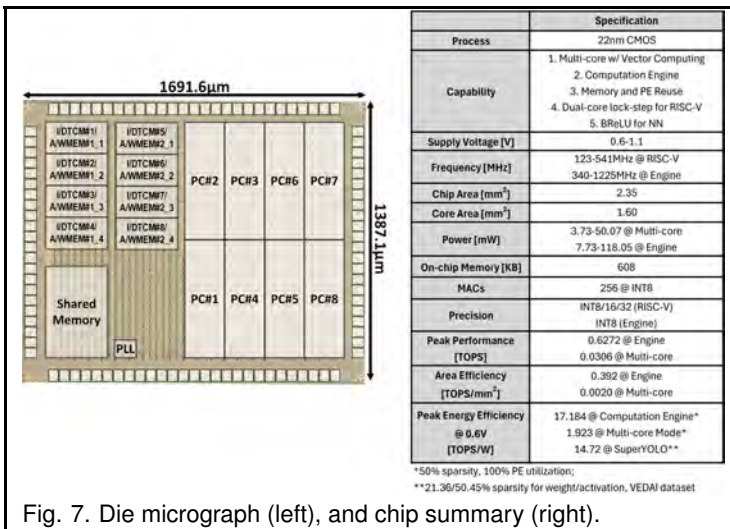 1691.6µm
1387.1µm
I/DTCM#1/
A/WMEM#1_1
I/DTCM#5/
A/WMEM#2_1
I/DTCM#2/
A/WMEM#1_2
I/DTCM#6/
A/WMEM#2_2
I/DTCM#3/
A/WMEM#1_3
I/DTCM#7/
A/WMEM#2_3
I/DTCM#4/
A/WMEM#1_4
I/DTCM#8/
A/WMEM#2_4
PC#2 PC#3 PC#6 PC#7
PC#1 PC#4 PC#5 PC#8
Shared
Memory
PLL
Specification
Process 22nm CMOS
Capability
1. Multi-core w/ Vector Computing
2. Computation Engine
3. Memory and PE Reuse
4. Dual-core lock-step for RISC-V
5. BReLU for NN
Supply Voltage [V] 0.6-1.1
Frequency [MHz]
123-541MHz @ RISC-V
340-1225MHz @ Engine
Chip Area [mm²] 2.35
Core Area [mm²] 1.60
Power [mW]
3.73-50.07 @ Multi-core
7.73-118.05 @ Engine
On-chip Memory [KB] 608
MACs 256 @ INT8
Precision
INT8/16/32 (RISC-V)
INT8 (Engine)
Peak Performance
[TOPS]
0.6272 @ Engine
0.0306 @ Multi-core
Area Efficiency
[TOPS/mm²]
0.392 @ Engine
0.0020 @ Multi-core
Peak Energy Efficiency
@ 0.6V
[TOPS/W]
17.184 @ Computation Engine*
1.923 @ Multi-core Mode*
14.72 @ SuperYOLO**
*50% sparsity, 100% PE utilization;
**21.36/50.45% sparsity for weight/activation, VEDAI dataset
Fig. 7. Die micrograph (left), and chip summary (right).